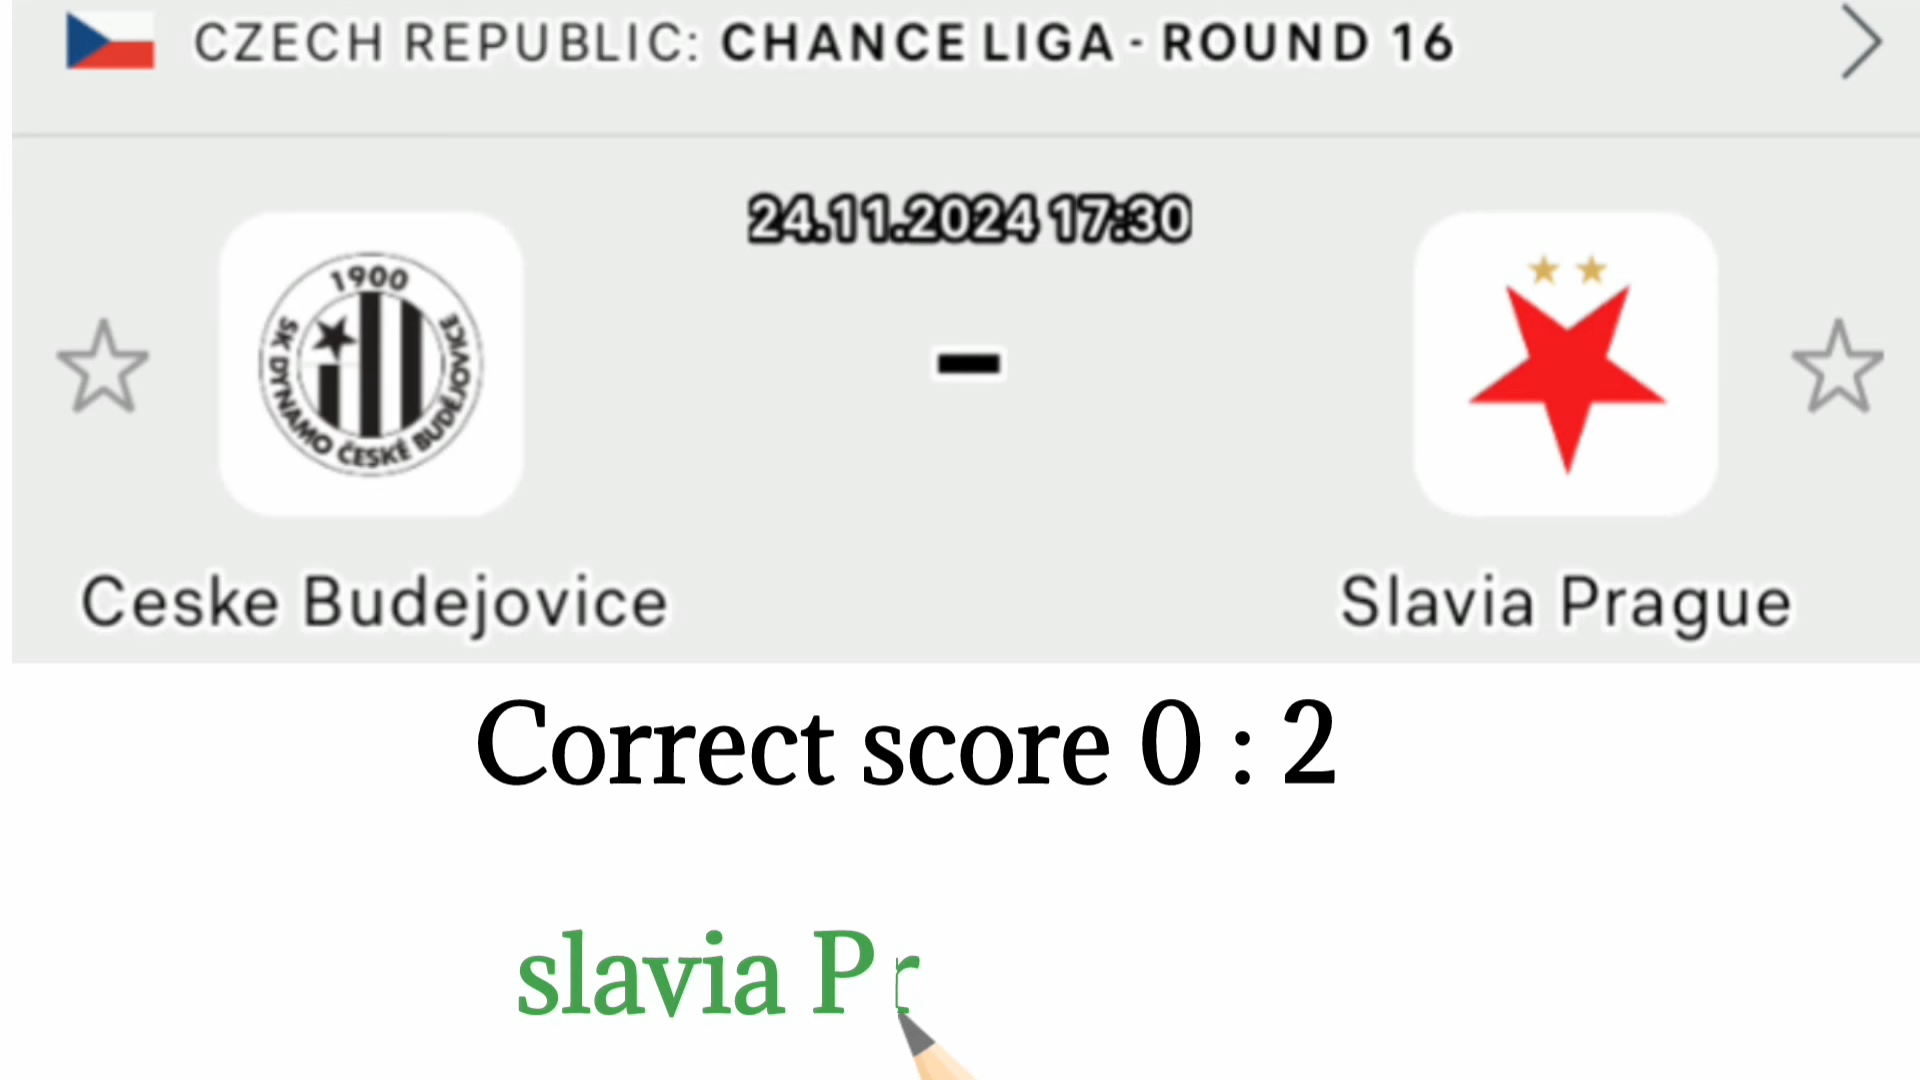 CZECH REPUBLIC: CHANCE LIGA - ROUND 16
24.11.2024 17:30
1900
SK DYNAMO ČESKÉ BUDĚJOVICE
-
Ceske Budejovice
Slavia Prague
Correct score 0 : 2
slavia Pr